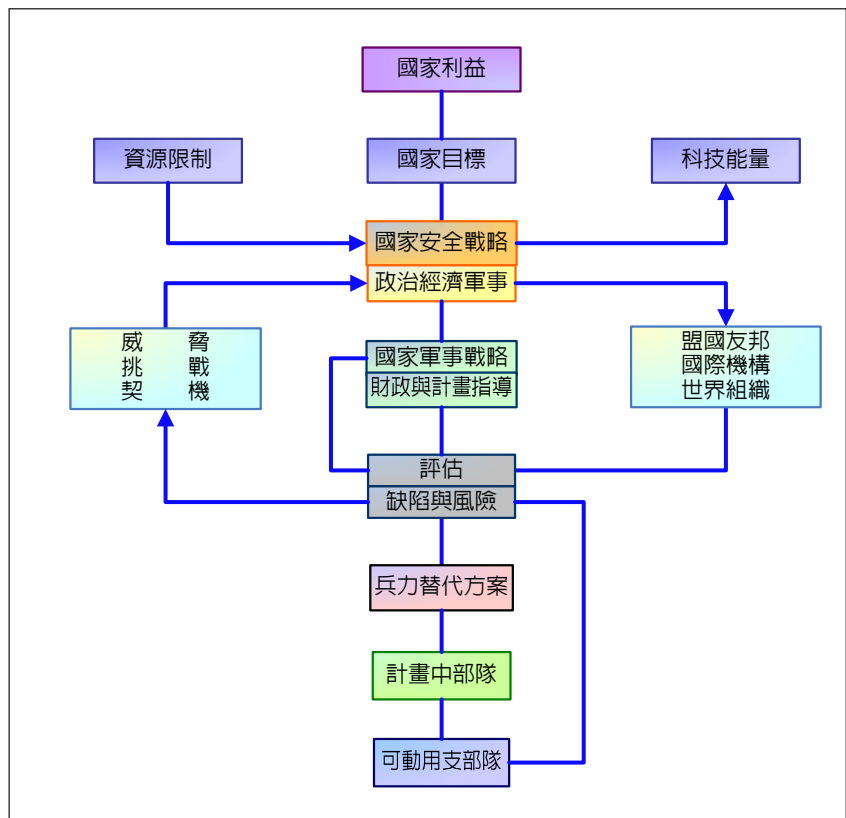 國家利益
資源限制
國家目標
科技能量
國家安全戰略
政治經濟軍事
威 脅
挑 戰
契 機
國家軍事戰略
財政與計畫指導
盟國友邦
國際機構
世界組織
評估
缺陷與風險
兵力替代方案
計畫中部隊
可動用支部隊